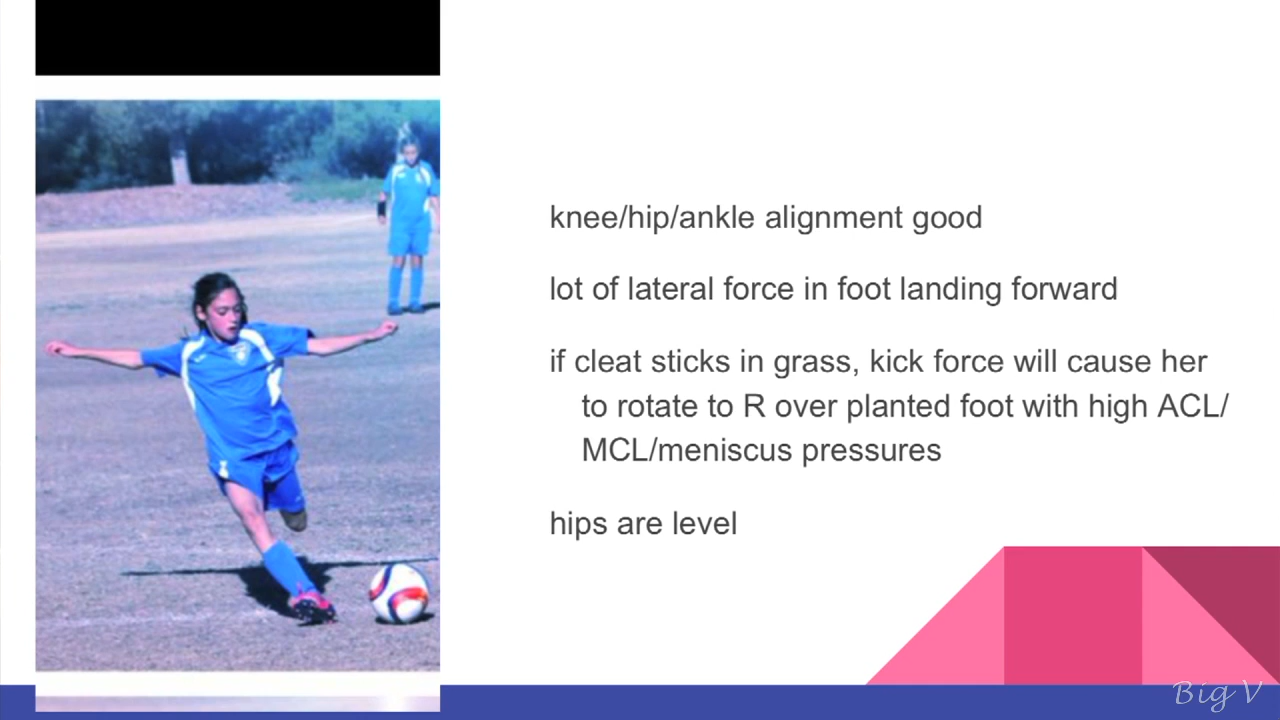 knee/hip/ankle alignment good
lot of lateral force in foot landing forward
if cleat sticks in grass, kick force will cause her
to rotate to R over planted foot with high ACL/
MCL/meniscus pressures
hips are level
Big V